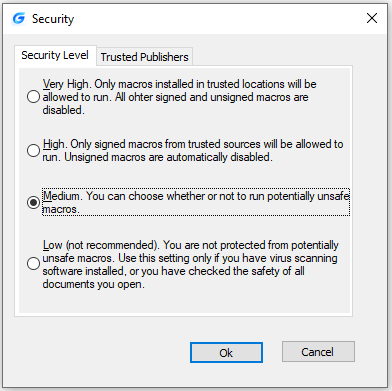 Security
Security Level
Trusted Publishers
Very High. Only macros installed in trusted locations will be
allowed to run. All ohter signed and unsigned macros are
disabled.
High. Only signed macros from trusted sources will be allowed to
run. Unsigned macros are automatically disabled.
Medium. You can choose whether or not to run potentially unsafe
macros.
Low (not recommended). You are not protected from potentially
unsafe macros. Use this setting only if you have virus scanning
software installed, or you have checked the safety of all
documents you open.
Ok
Cancel